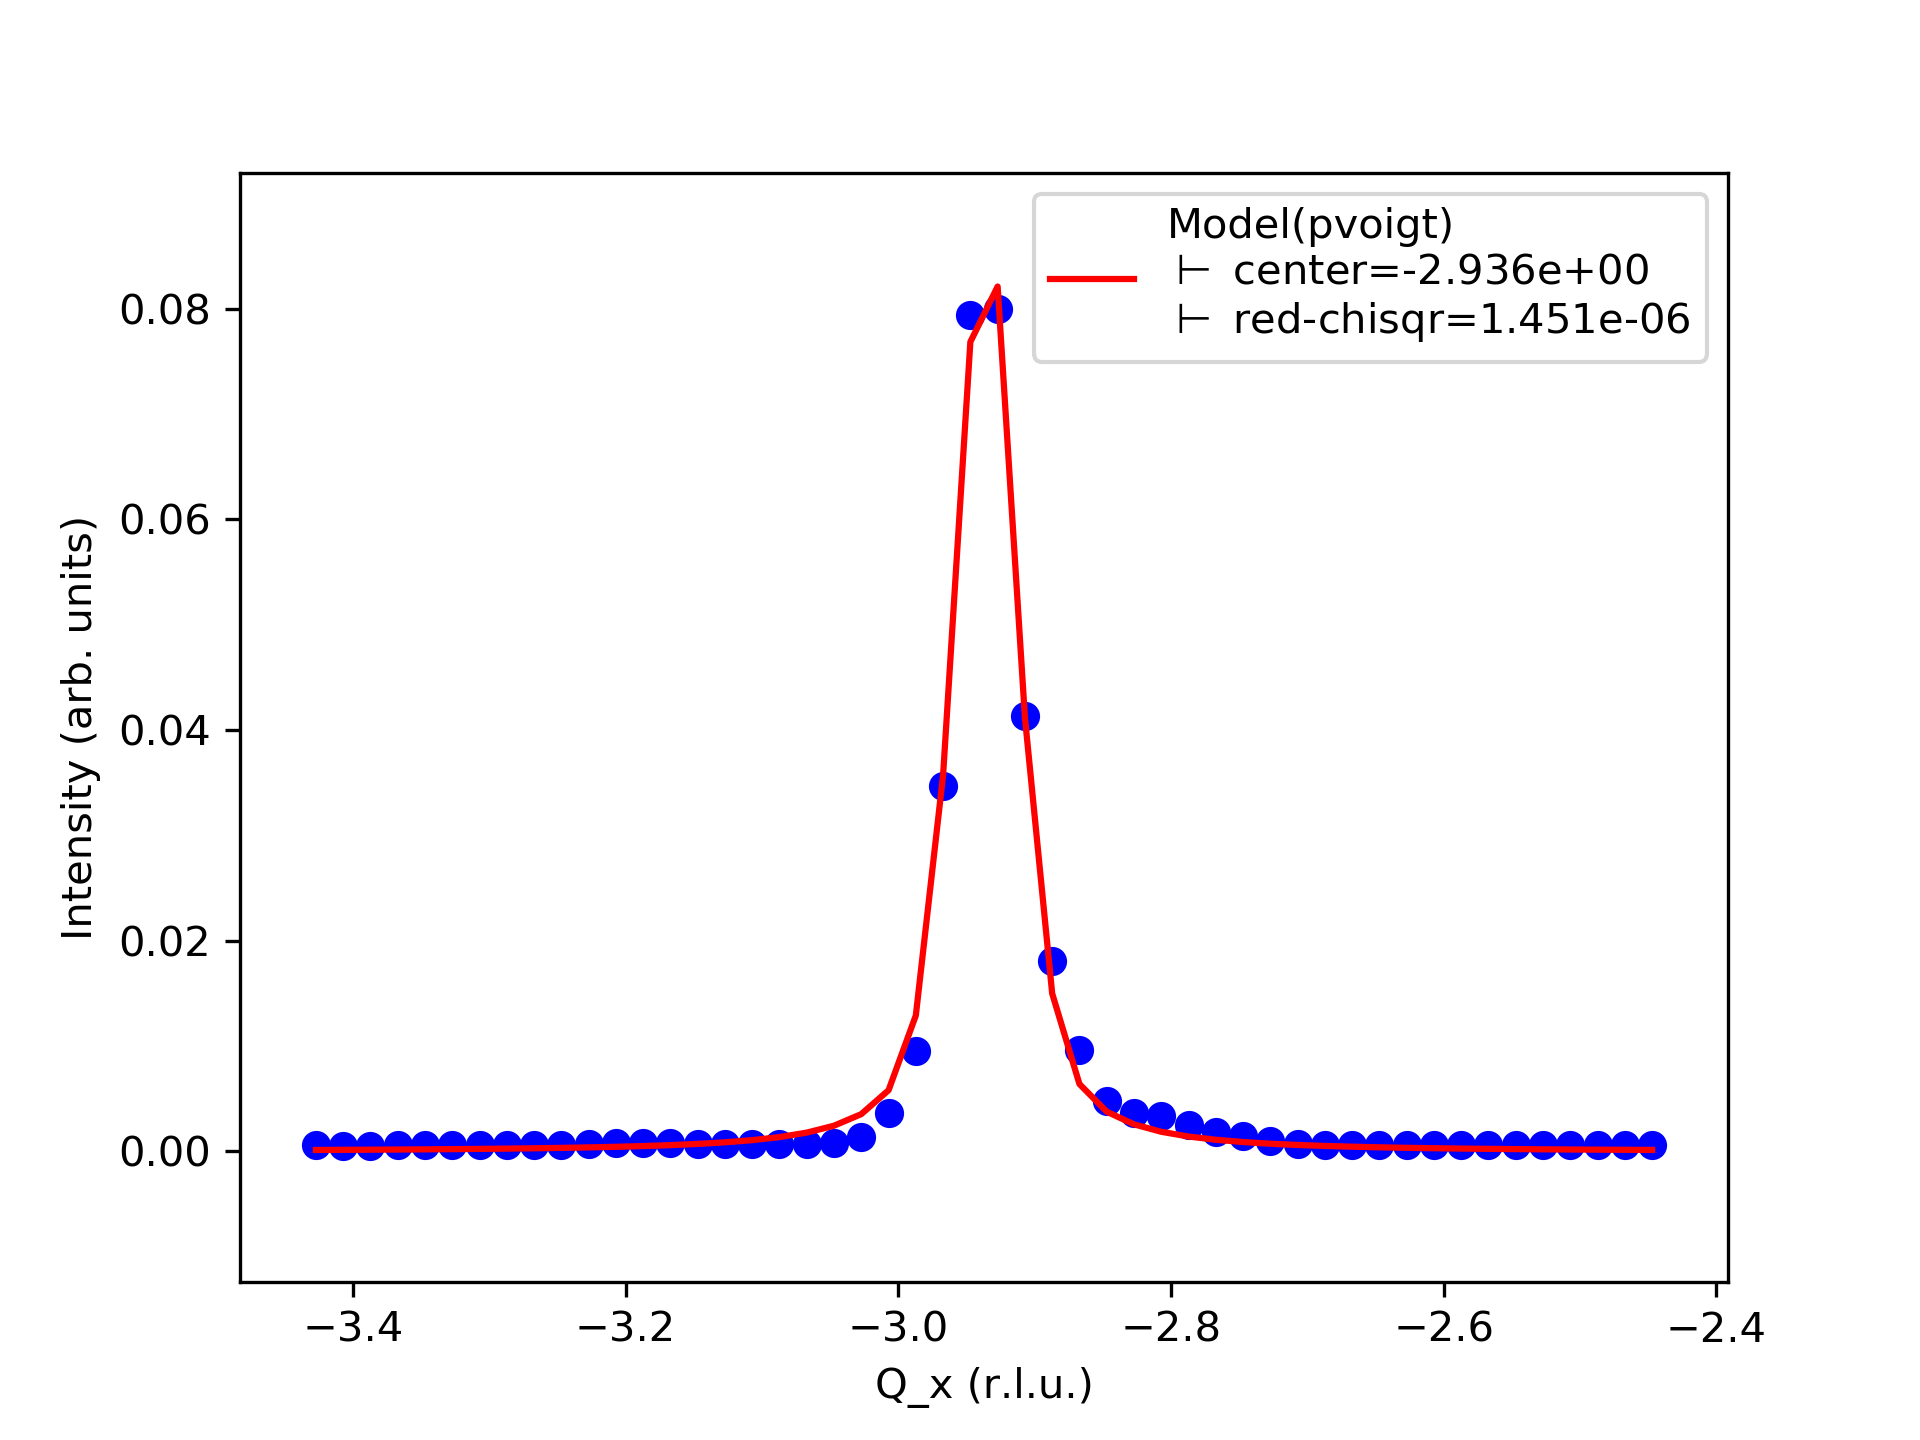 Model(pvoigt)
⊢ center=-2.936e+00
⊢ red-chisqr=1.451e-06
0.08
0.06
0.04
0.02
0.00
Intensity (arb. units)
−3.4 −3.2 −3.0 −2.8 −2.6 −2.4
Q_x (r.l.u.)